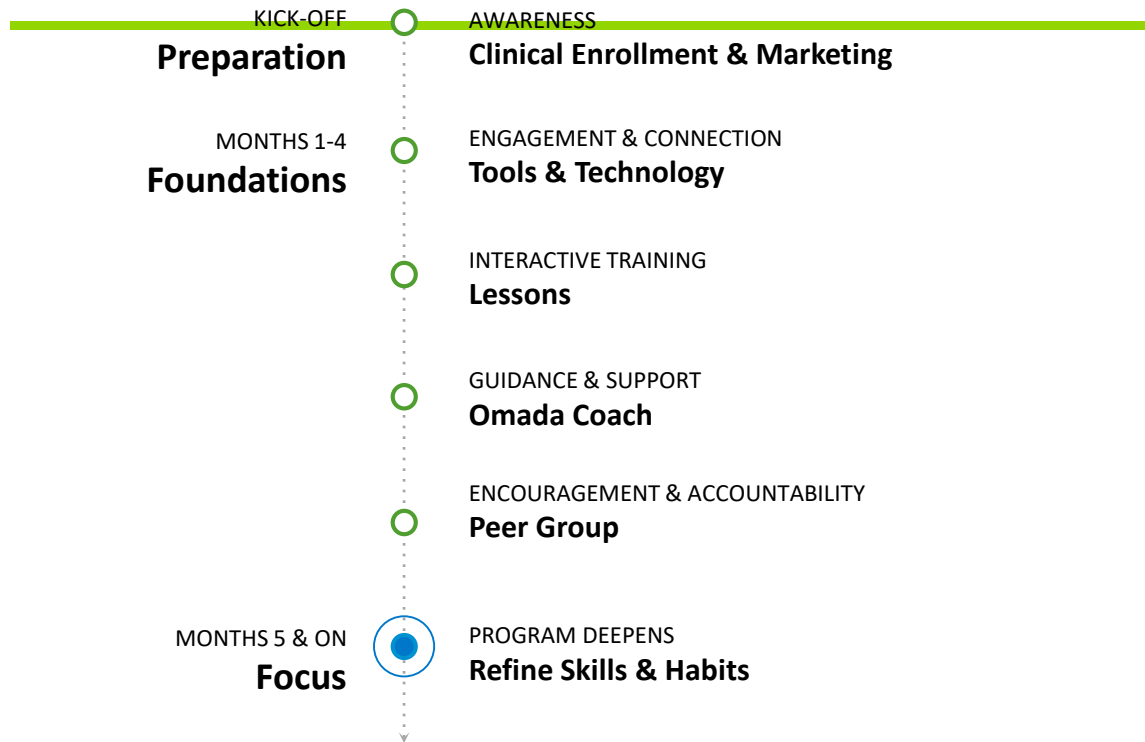 KICK-OFF
Preparation
AWARENESS
Clinical Enrollment & Marketing
MONTHS 1-4
Foundations
ENGAGEMENT & CONNECTION
Tools & Technology
INTERACTIVE TRAINING
Lessons
GUIDANCE & SUPPORT
Omada Coach
ENCOURAGEMENT & ACCOUNTABILITY
Peer Group
MONTHS 5 & ON
Focus
PROGRAM DEEPENS
Refine Skills & Habits